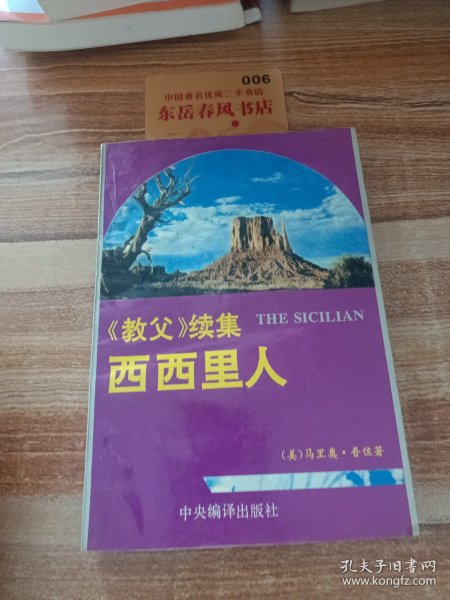 006
中国著名优质二手书店
东岳春风书店
《教父》续集
THE SICILIAN
西西里人
(美)马里奥·普佐著
中央编译出版社
孔夫子旧书网
www.kongfz.com